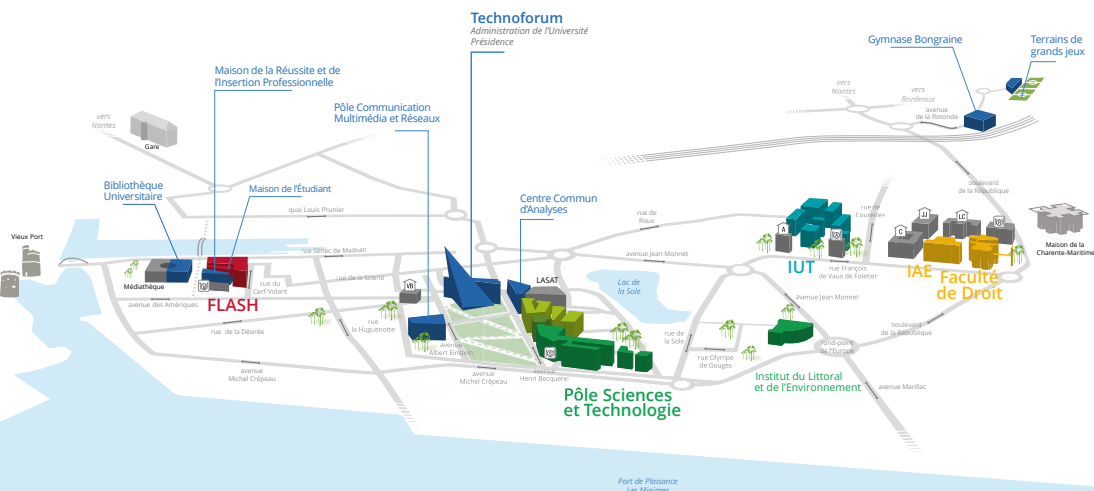 Technoforum
Administration de l'Université
Présidence
Gymnase Bongraine
Terrains de
grands jeux
Maison de la Réussite et de
l'Insertion Professionnelle
Pôle Communication
Multimédia et Réseaux
vers
Nantes
Gare
vers
Nantes
vers
Bordeaux
avenue
de la Rotonde
Bibliothèque
Universitaire
Maison de l'Étudiant
Centre Commun
d'Analyses
boulevard
de la République
quai Louis Prunier
rue de
Roux
rue de
Coureilles
JJ
LC
A
C
Vieux Port
Maison de la
Charente-Maritime
rue Sénac de Meilhan
avenue Jean Monnet
IUT
rue François
de Vaux de Foletier
IAE
Faculté
de Droit
Médiathèque
rue du
Cerf-Volant
rue de la Scierie
VB
LASAT
Lac de
la Sole
avenue des Amériques
FLASH
avenue Jean Monnet
rue de la Désirée
rue
la Huguenotte
rue de
la Sole
boulevard
de la République
avenue
Albert Einstein
rond-point
de l'Europe
rue Olympe
de Gouges
avenue
Michel Crépeau
avenue
Michel Crépeau
avenue
Henri Becquerel
Institut du Littoral
et de l'Environnement
avenue Marillac
Pôle Sciences
et Technologie
Port de Plaisance
Les Minimes